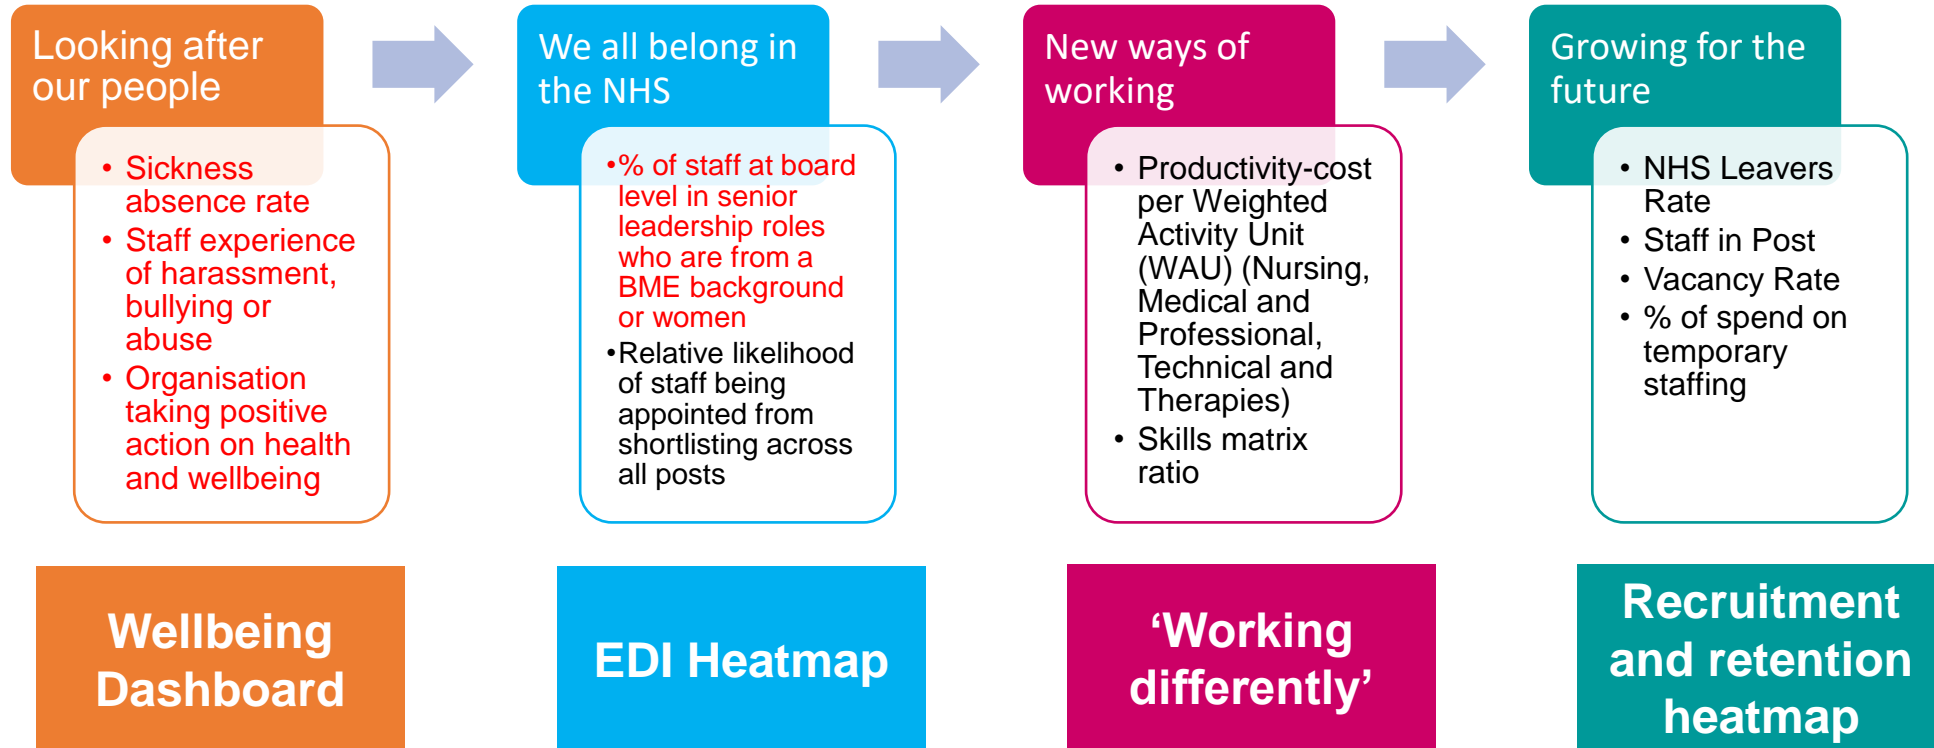 Looking after
our people
• Sickness
absence rate
• Staff experience
of harassment,
bullying or
abuse
• Organisation
taking positive
action on health
and wellbeing
We all belong in
the NHS
•% of staff at board
level in senior
leadership roles
who are from a
BME background
or women
•Relative likelihood
of staff being
appointed from
shortlisting across
all posts
New ways of
working
• Productivity-cost
per Weighted
Activity Unit
(WAU) (Nursing,
Medical and
Professional,
Technical and
Therapies)
• Skills matrix
ratio
Growing for the
future
• NHS Leavers
Rate
• Staff in Post
• Vacancy Rate
• % of spend on
temporary
staffing
Wellbeing
Dashboard
EDI Heatmap
‘Working
differently’
Recruitment
and retention
heatmap